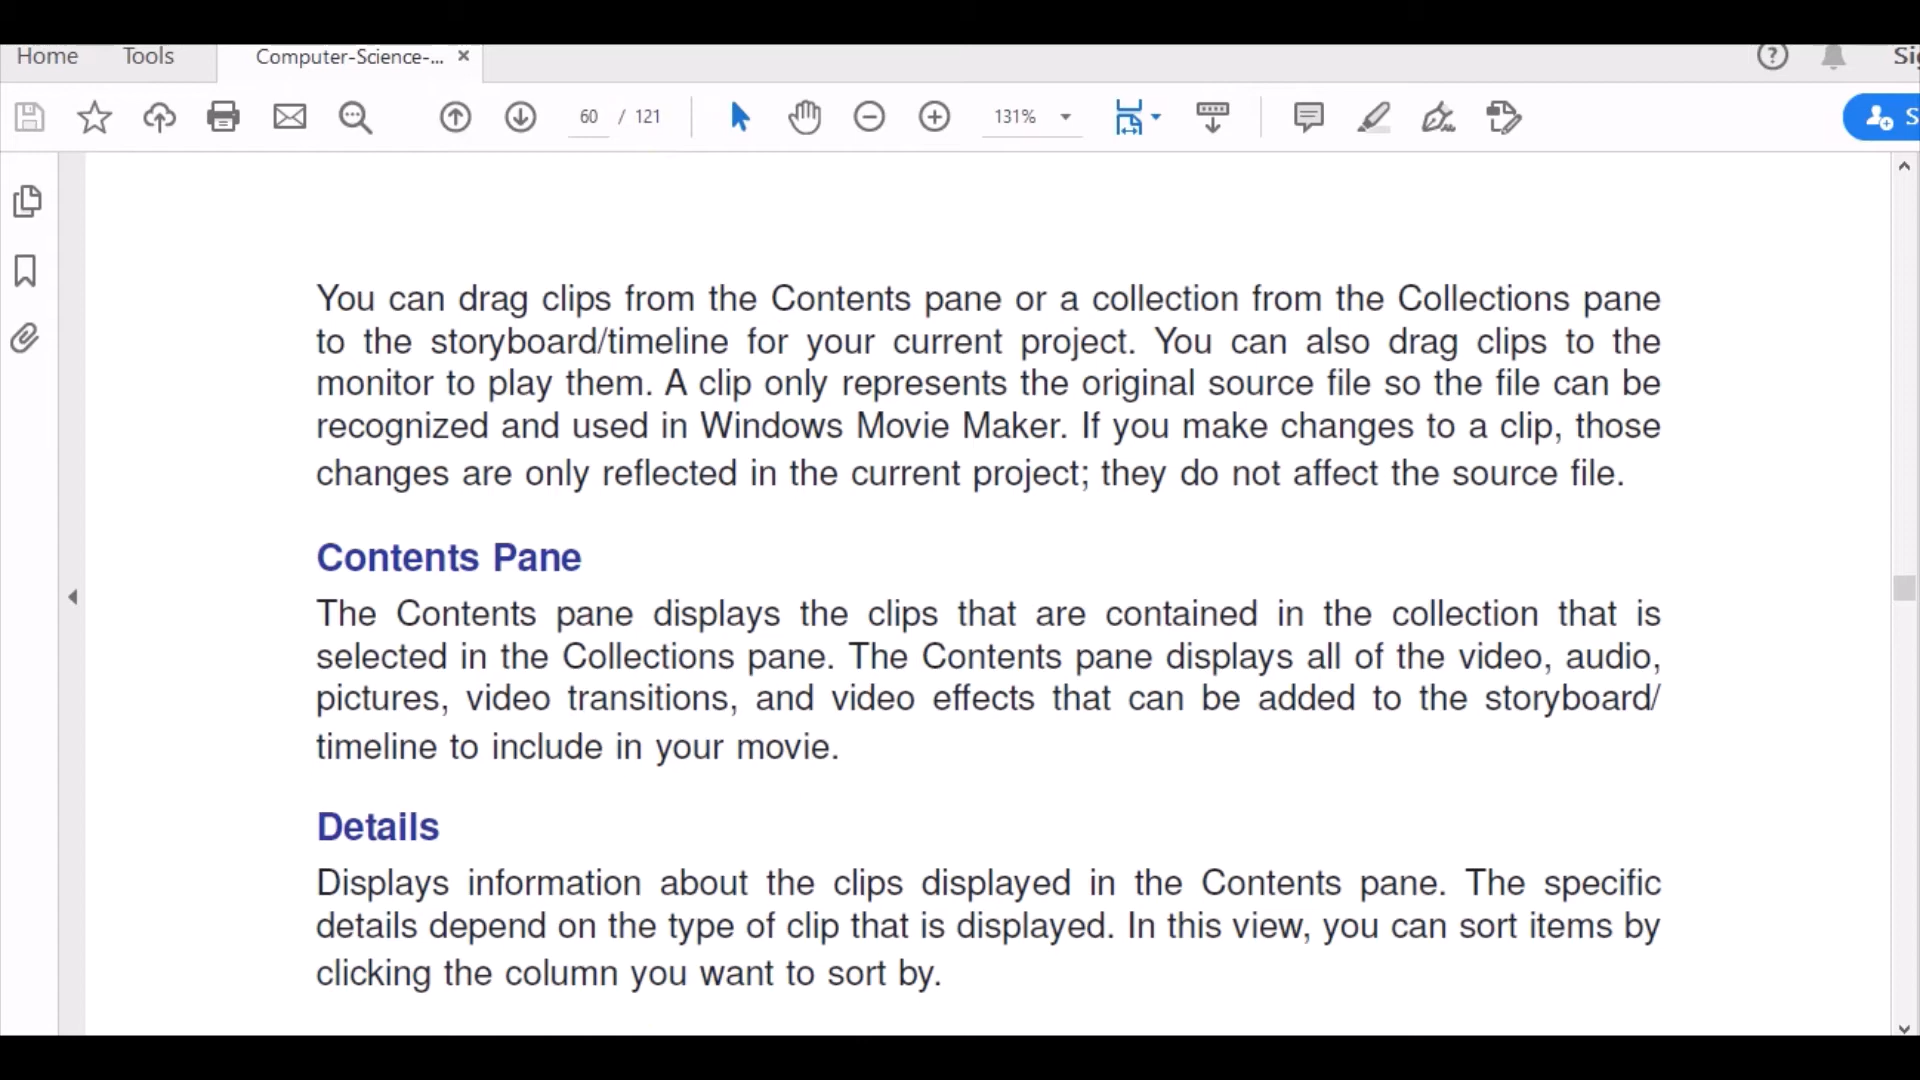 Home Tools Computer-Science-... Sig
60 / 121 131% S
You can drag clips from the Contents pane or a collection from the Collections pane
to the storyboard/timeline for your current project. You can also drag clips to the
monitor to play them. A clip only represents the original source file so the file can be
recognized and used in Windows Movie Maker. If you make changes to a clip, those
changes are only reflected in the current project; they do not affect the source file.
Contents Pane
The Contents pane displays the clips that are contained in the collection that is
selected in the Collections pane. The Contents pane displays all of the video, audio,
pictures, video transitions, and video effects that can be added to the storyboard/
timeline to include in your movie.
Details
Displays information about the clips displayed in the Contents pane. The specific
details depend on the type of clip that is displayed. In this view, you can sort items by
clicking the column you want to sort by.